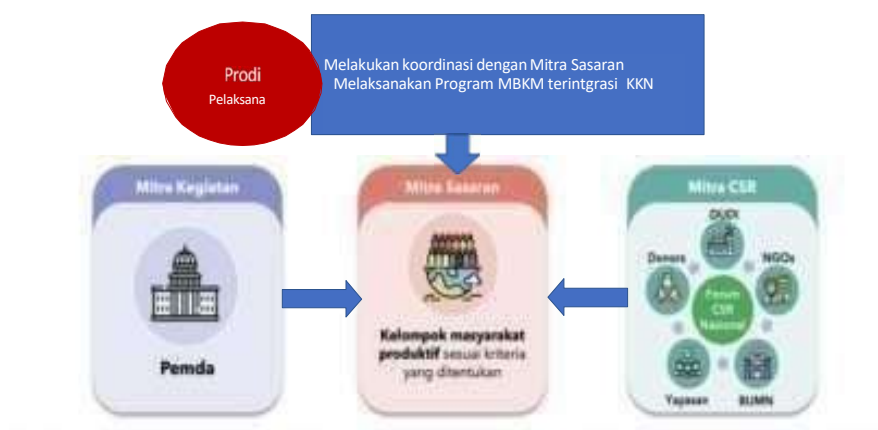 Prodi
Pelaksana
Melakukan koordinasi dengan Mitra Sasaran
Melaksanakan Program MBKM terintgrasi KKN
Mitra Kegiatan
Pemda
Mitra Sasaran
Kelompok masyarakat
produktif sesuai kriteria
yang ditentukan
Mitra CSR
DUDI
Donors
NGOs
Forum
CSR
Nasional
Yayasan
BUMN